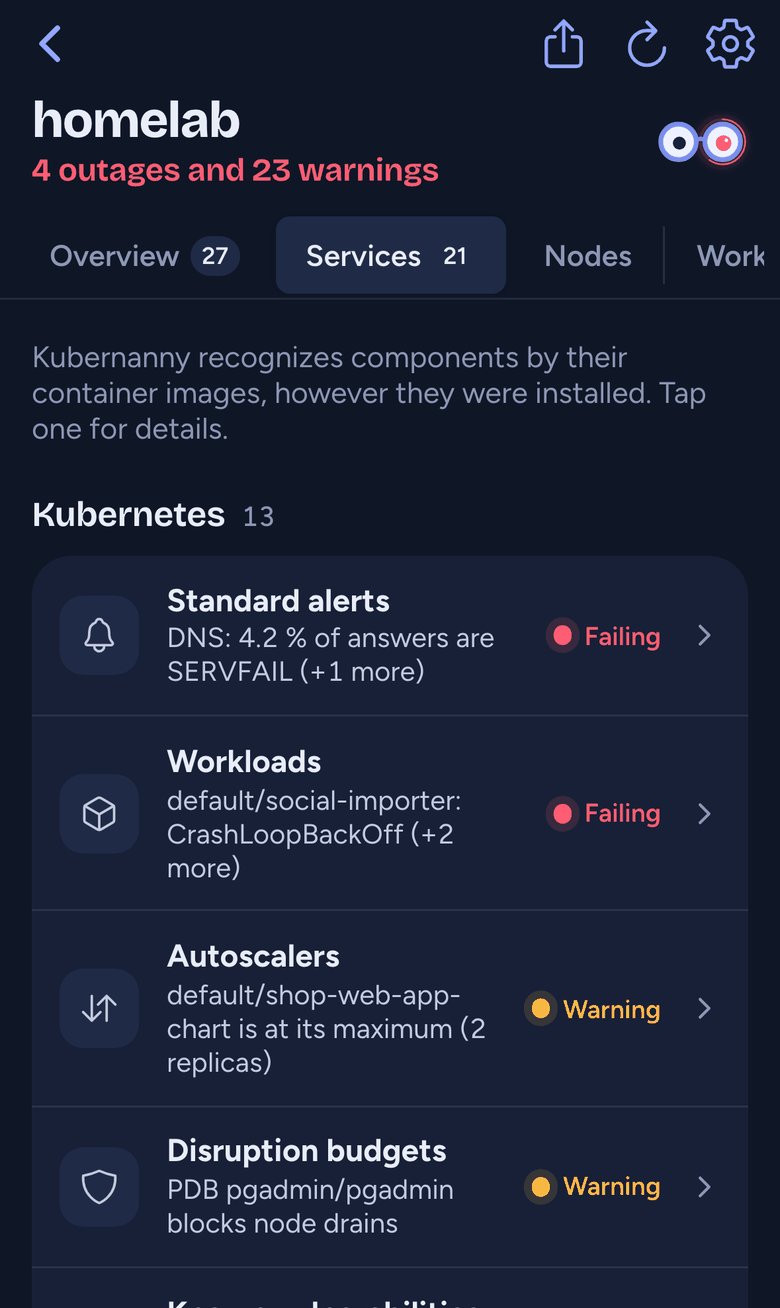 homelab
4 outages and 23 warnings
Overview 27
Services 21
Nodes
Kubernanny recognizes components by their
container images, however they were installed. Tap
one for details.
Kubernetes 13
Standard alerts
DNS: 4.2 % of answers are
SERVFAIL (+1 more)
Failing
Workloads
default/social-importer:
CrashLoopBackOff (+2
more)
Failing
Autoscalers
default/shop-web-app-
chart is at its maximum (2
replicas)
Warning
Disruption budgets
PDB pgadmin/pgadmin
blocks node drains
Warning